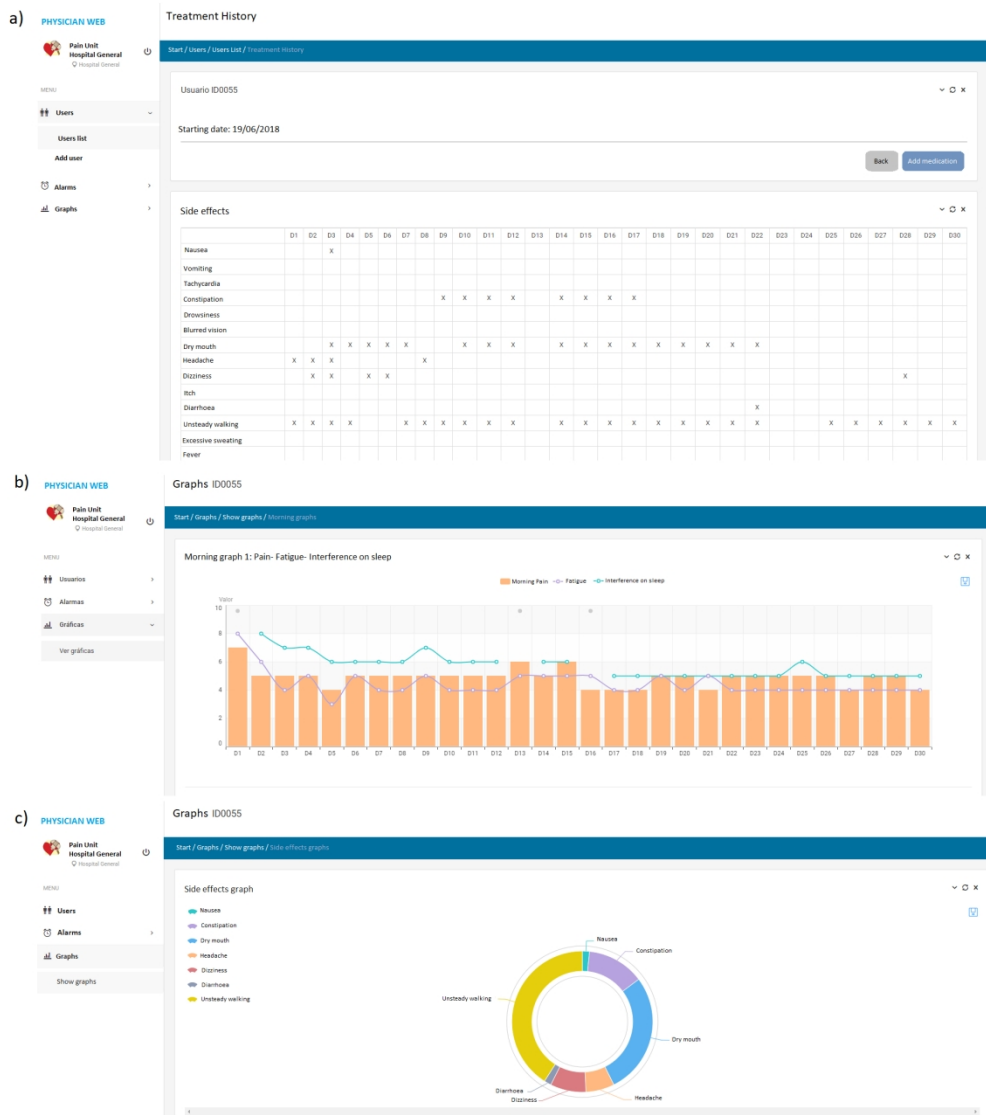 a)
PHYSICIAN WEB
Pain Unit
Hospital General
Hospital General
MENU
Users
Users list
Add user
Alarms
Graphs
Treatment History
Start / Users / Users List / Treatment History
Usuario ID0055
Starting date: 19/06/2018
Back Add medication
Side effects
D1 D2 D3 D4 D5 D6 D7 D8 D9 D10 D11 D12 D13 D14 D15 D16 D17 D18 D19 D20 D21 D22 D23 D24 D25 D26 D27 D28 D29 D30
Nausea X
Vomiting
Tachycardia
Constipation X X X X X X X X
Drowsiness
Blurred vision
Dry mouth X X X X X X X X X X X X X X X X X
Headache X X X X
Dizziness X X X X X
Itch
Diarrhoea X
Unsteady walking X X X X X X X X X X X X X X X X X X X X X X X X X
Excessive sweating
Fever
b)
PHYSICIAN WEB
Pain Unit
Hospital General
Hospital General
MENU
Usuarios
Alarmas
Gráficas
Ver gráficas
Graphs ID0055
Start / Graphs / Show graphs / Morning graphs
Morning graph 1: Pain- Fatigue- Interference on sleep
Morning Pain Fatigue Interference on sleep
Valor
10
8
6
4
2
0
D1 D2 D3 D4 D5 D6 D7 D8 D9 D10 D11 D12 D13 D14 D15 D16 D17 D18 D19 D20 D21 D22 D23 D24 D25 D26 D27 D28 D29 D30
c)
PHYSICIAN WEB
Pain Unit
Hospital General
Hospital General
MENU
Users
Alarms
Graphs
Show graphs
Graphs ID0055
Start / Graphs / Show graphs / Side effects graphs
Side effects graph
Nausea
Constipation
Dry mouth
Headache
Dizziness
Diarrhoea
Unsteady walking
Nausea
Constipation
Unsteady walking
Dry mouth
Diarrhoea
Dizziness
Headache